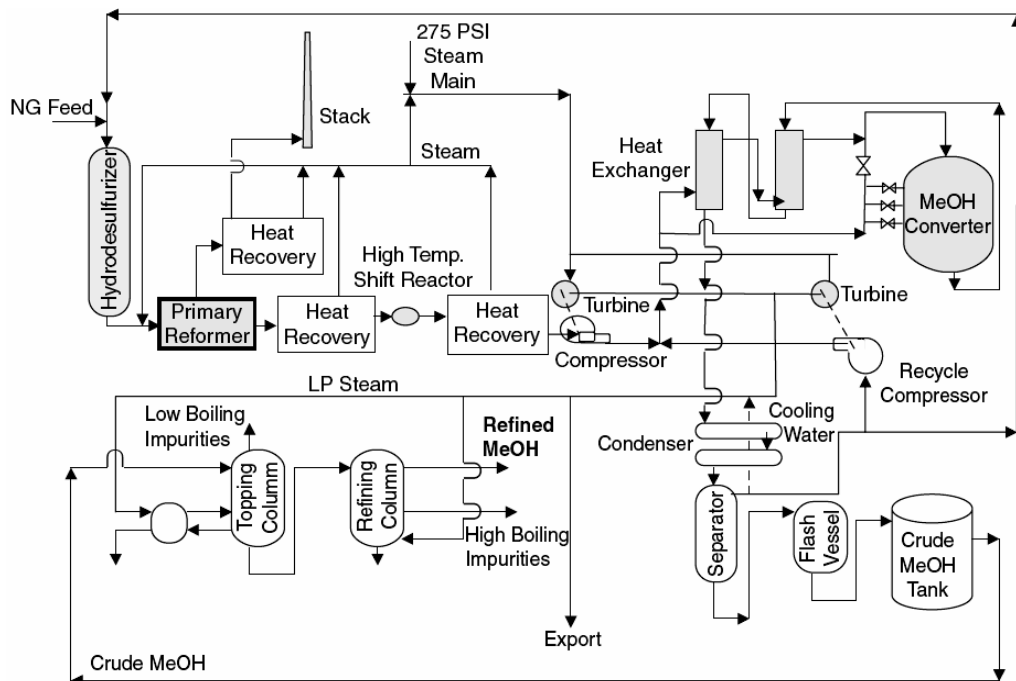 275 PSI
Steam
Main
NG Feed
Stack
Steam
Hydrodesulfurizer
Heat
Recovery
High Temp.
Shift Reactor
Primary
Reformer
Heat
Recovery
Heat
Recovery
Heat
Exchanger
MeOH
Converter
Turbine
Turbine
Compressor
Recycle
Compressor
LP Steam
Low Boiling
Impurities
Refined
MeOH
Condenser
Cooling
Water
Topping
Columm
Refining
Column
High Boiling
Impurities
Separator
Flash
Vessel
Crude
MeOH
Tank
Export
Crude MeOH